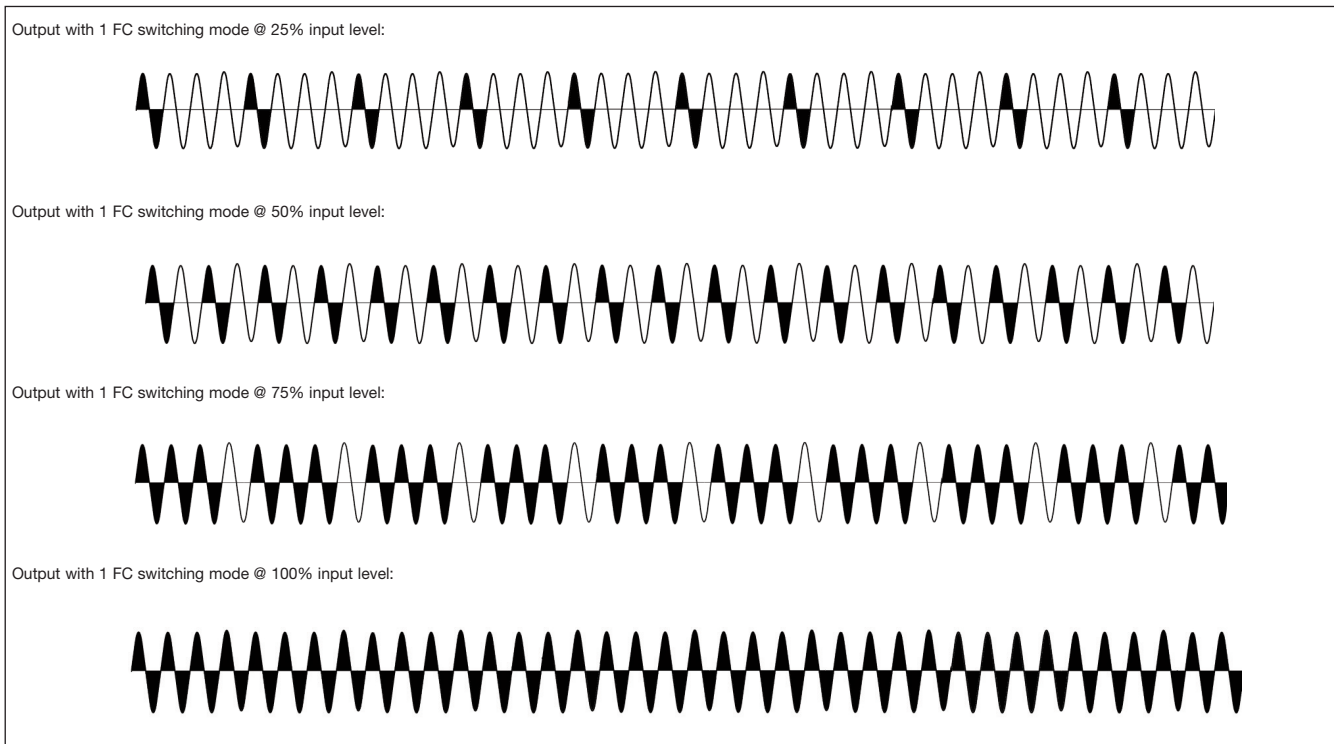 Output with 1 FC switching mode @ 25% input level:
Output with 1 FC switching mode @ 50% input level:
Output with 1 FC switching mode @ 75% input level:
Output with 1 FC switching mode @ 100% input level: